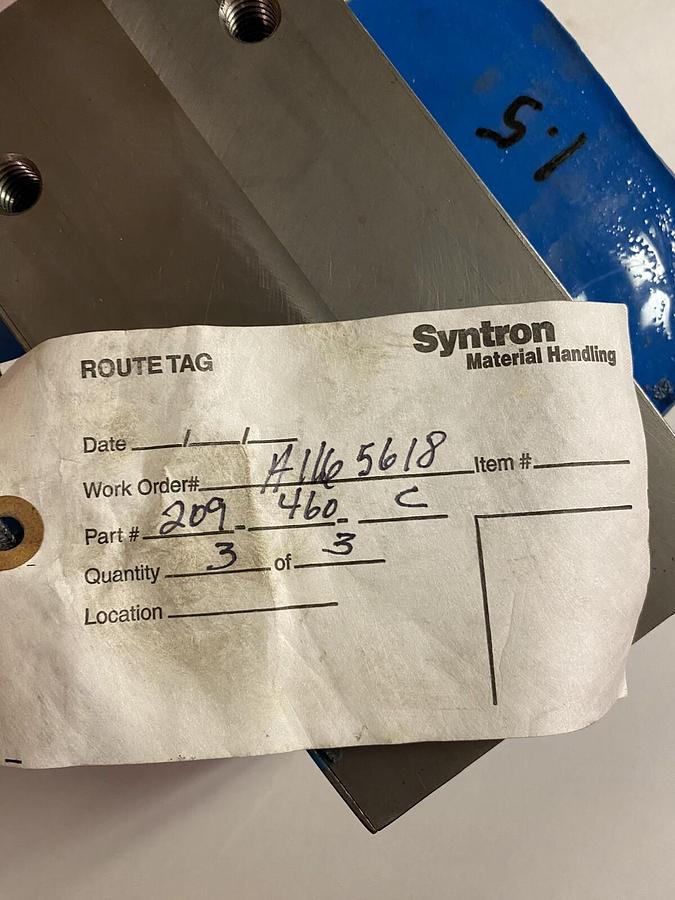 1.5
Syntron
Material Handling
ROUTE TAG
Date / /
Work Order# A1165618 Item #
Part # 209 - 460 - C
Quantity 3 of 3
Location